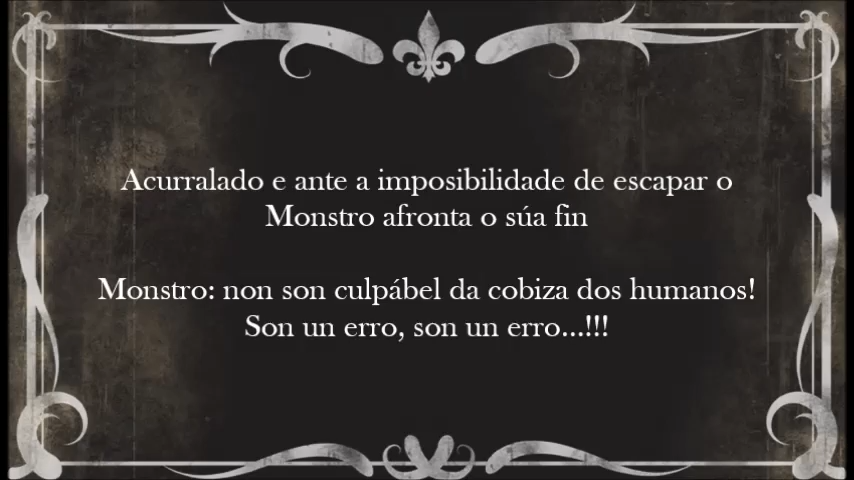 Acurralado e ante a imposibilidade de escapar o
Monstro afronta o súa fin
Monstro: non son culpábel da cobiza dos humanos!
Son un erro, son un erro...!!!